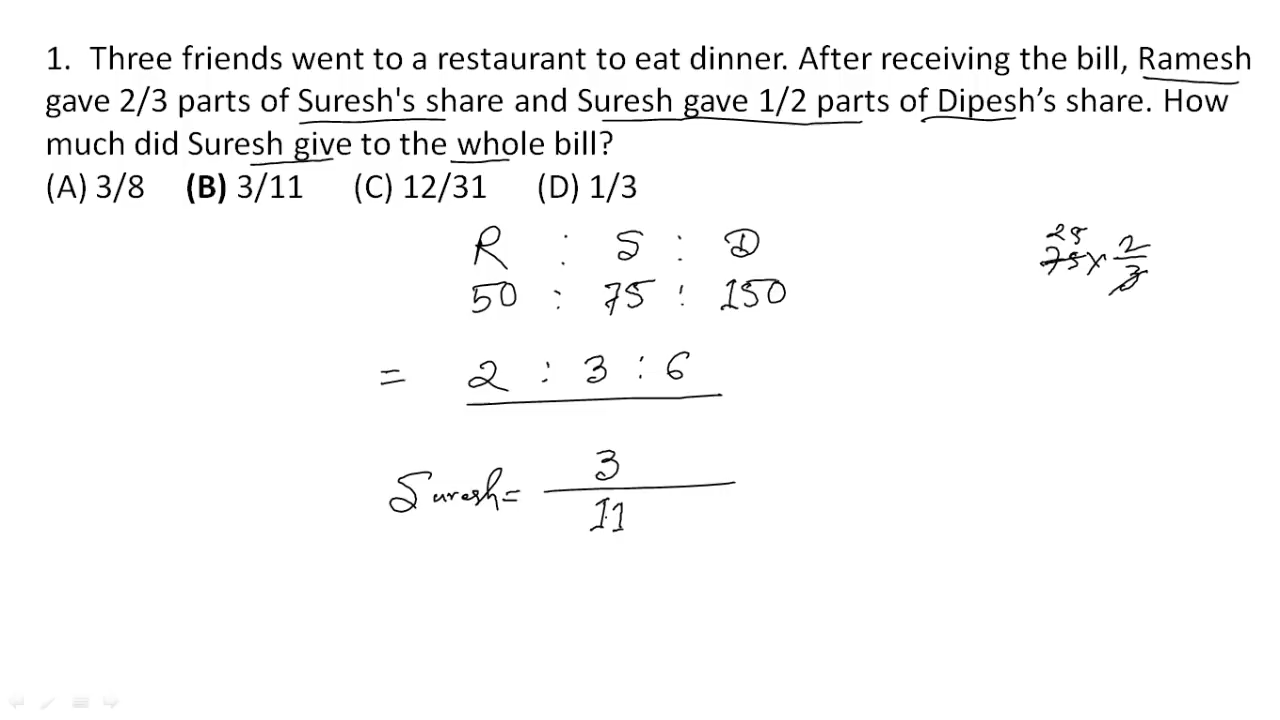 1. Three friends went to a restaurant to eat dinner. After receiving the bill, Ramesh
gave 2/3 parts of Suresh's share and Suresh gave 1/2 parts of Dipesh’s share. How
much did Suresh give to the whole bill?
(A) 3/8 (B) 3/11 (C) 12/31 (D) 1/3
R : S : D
50 : 75 : 150
25
75 × 2/3
= 2 : 3 : 6
Suresh = 3/11